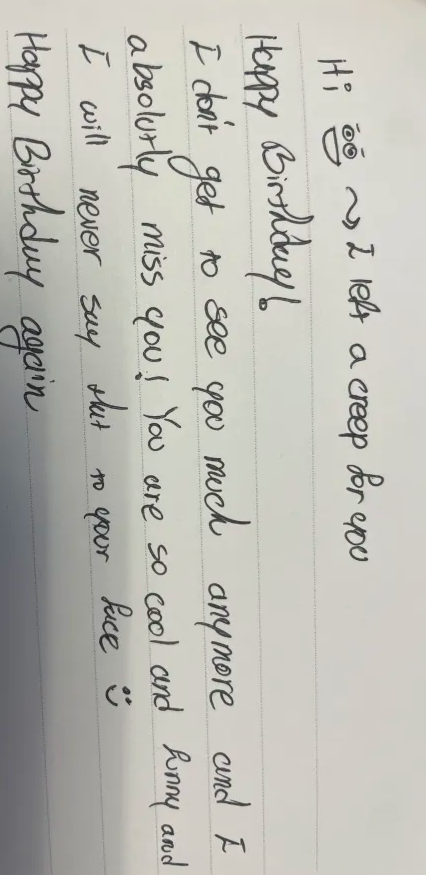 Hi ~> I left a creep for you
Happy Birthday!
I don't get to see you much anymore and I
absolutly miss you! You are so cool and funny and
I will never say that to your face :)
Happy Birthday again